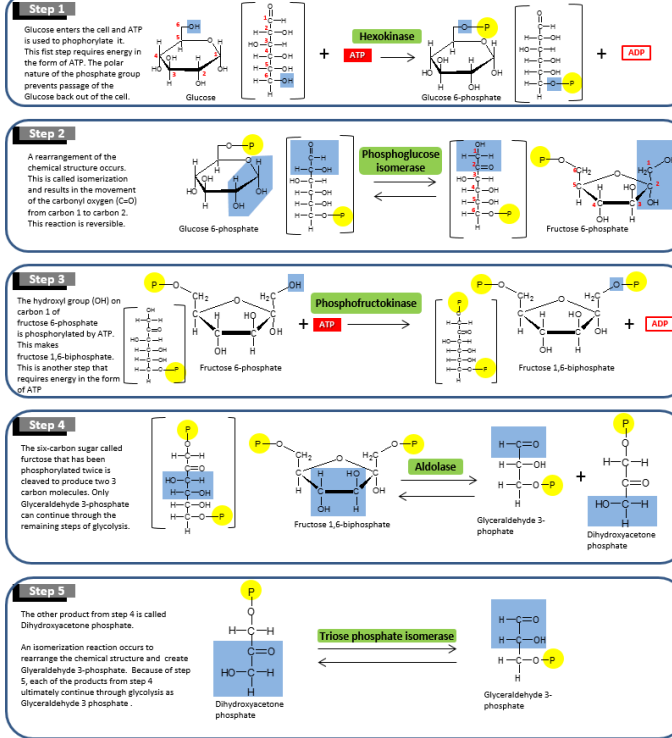 Step 1
Glucose enters the cell and ATP
is used to phophorylate it.
This fist step requires energy in
the form of ATP. The polar
nature of the phosphate group
prevents passage of the
Glucose back out of the cell.
Glucose
+
ATP
Hexokinase
Glucose 6-phosphate
+
ADP
Step 2
A rearrangement of the
chemical structure occurs.
This is called isomerization
and results in the movement
of the carbonyl oxygen (C=O)
from carbon 1 to carbon 2.
This reaction is reversible.
Glucose 6-phosphate
Phosphoglucose
isomerase
Fructose 6-phosphate
Step 3
The hydroxyl group (OH) on
carbon 1 of
fructose 6-phosphate
is phosphorylated by ATP.
This makes
fructose 1,6-biphosphate.
This is another step that
requires energy in the form
of ATP
Fructose 6-phosphate
+
ATP
Phosphofructokinase
Fructose 1,6-biphosphate
+
ADP
Step 4
The six-carbon sugar called
furctose that has been
phosphorylated twice is
cleaved to produce two 3
carbon molecules. Only
Glyceraldehyde 3-phosphate
can continue through the
remaining steps of glycolysis.
Fructose 1,6-biphosphate
Aldolase
Glyceraldehyde 3-
phophate
+
Dihydroxyacetone
phosphate
Step 5
The other product from step 4 is called
Dihydroxyacetone phosphate.
An isomerization reaction occurs to
rearrange the chemical structure and create
Glyeraldehyde 3-phosphate. Because of step
5, each of the products from step 4
ultimately continue through glycolysis as
Glyceraldehyde 3 phosphate .
Dihydroxyacetone
phosphate
Triose phosphate isomerase
Glyceraldehyde 3-
phosphate